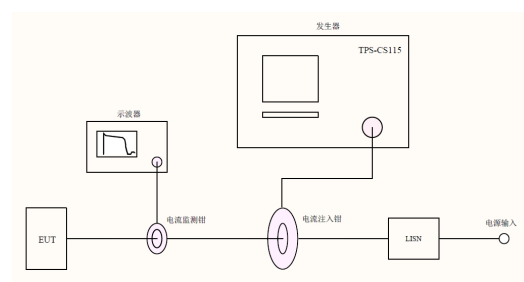 发生器
TPS-CS115
示波器
电流监测钳
电流注入钳
电源输入
EUT
LISN